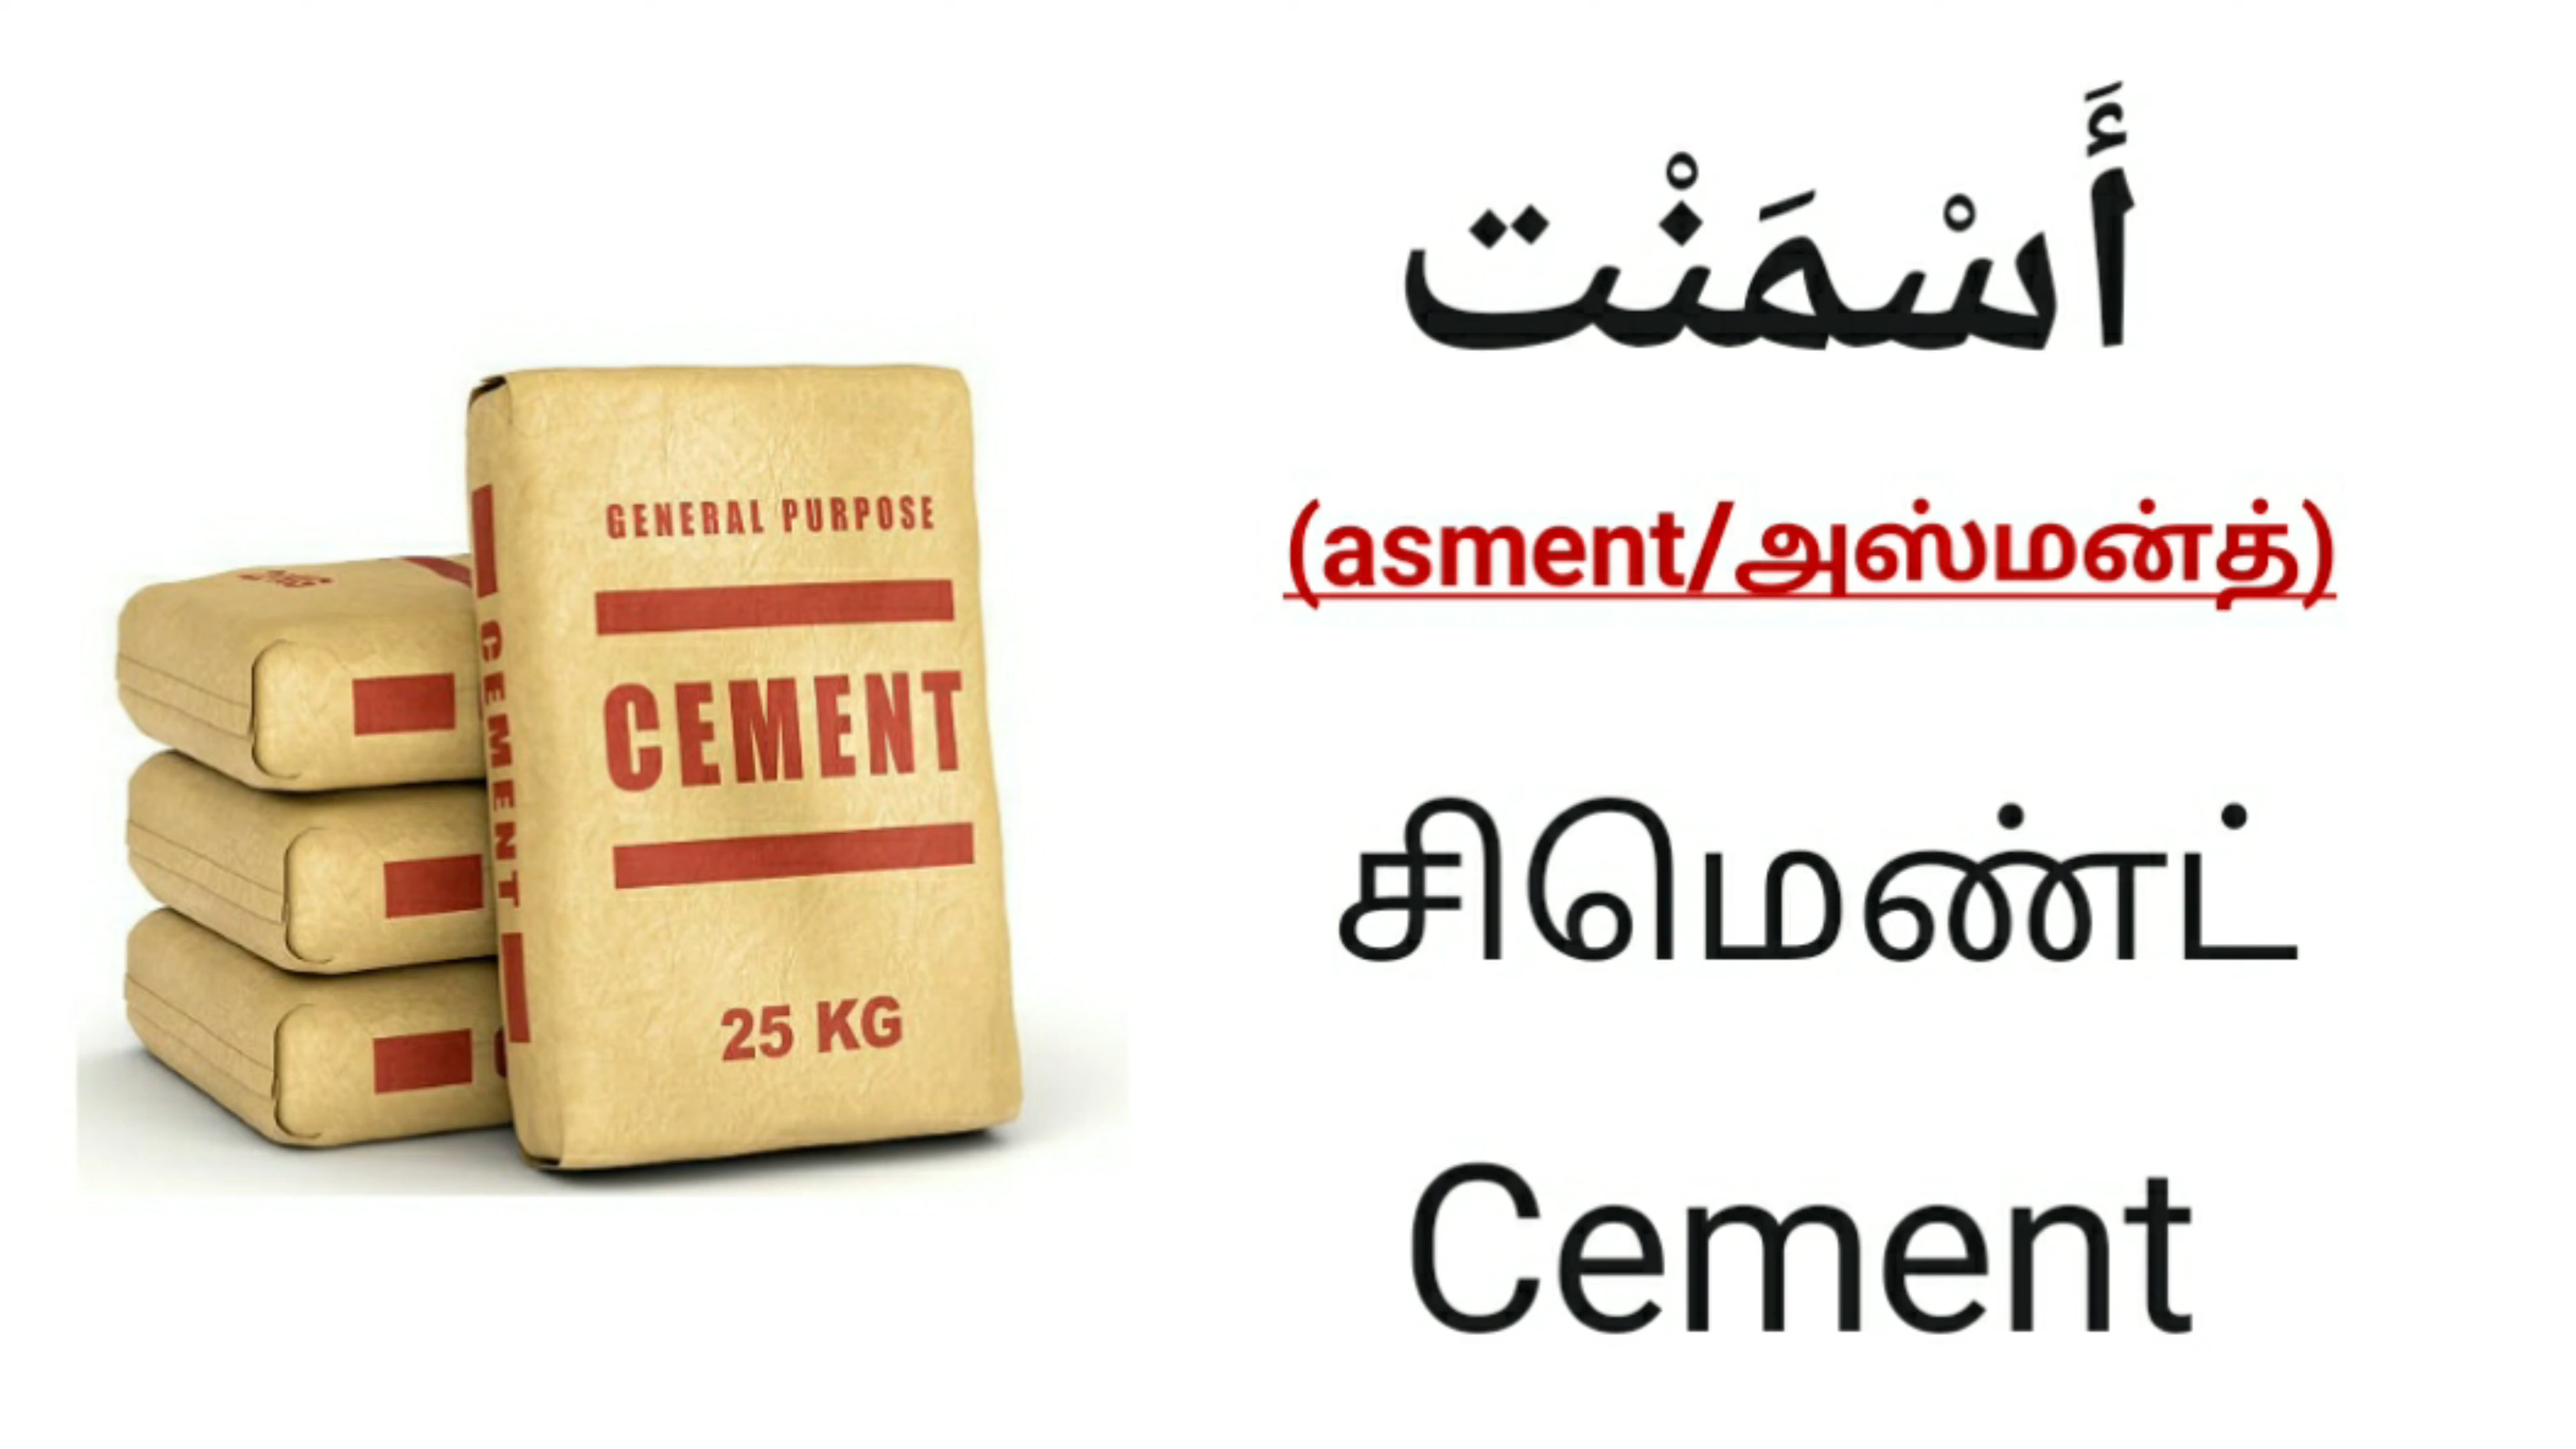 GENERAL PURPOSE
CEMENT
25 KG
CEMENT
أَسْمَنْت
(asment/அஸ்மன்த்)
சிமெண்ட்
Cement